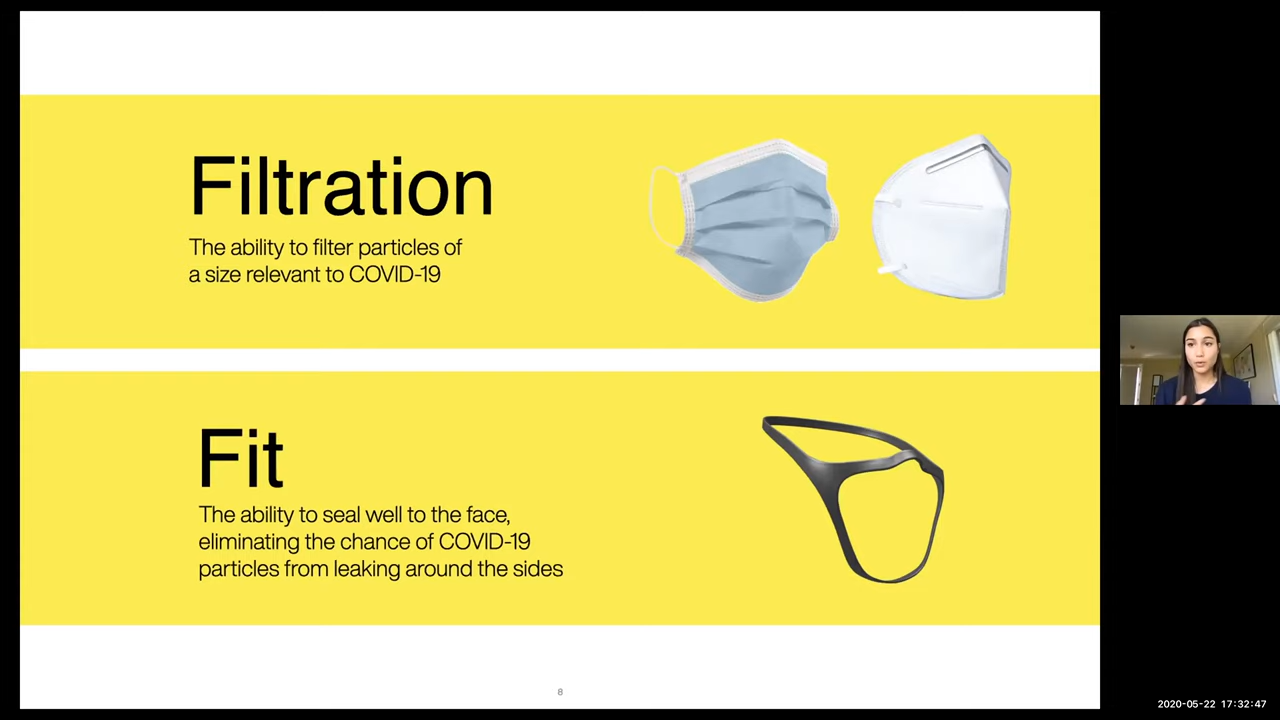 Filtration
The ability to filter particles of
a size relevant to COVID-19
Fit
The ability to seal well to the face,
eliminating the chance of COVID-19
particles from leaking around the sides
8
2020-05-22 17:32:47